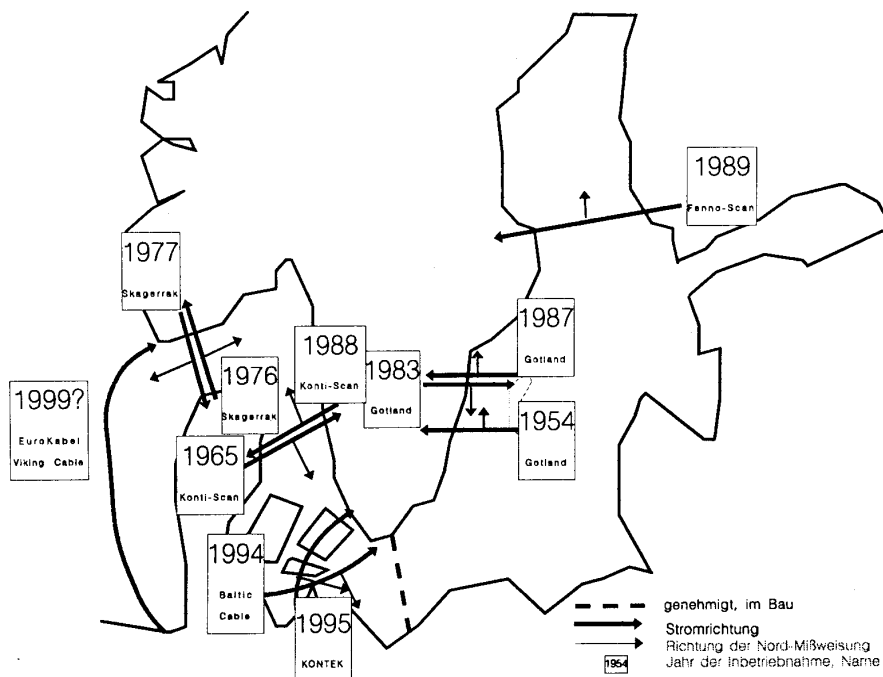 1989
Fenno-Scan
1977
Skagerrak
1987
Gotland
1988
Konti-Scan
1983
Gotland
1976
Skagerrak
1999?
EuroKabel
Viking Cable
1954
Gotland
1965
Konti-Scan
1994
Baltic
Cable
1995
KONTEK
genehmigt, im Bau
Stromrichtung
Richtung der Nord-Mißweisung
1954
Jahr der Inbetriebnahme, Name